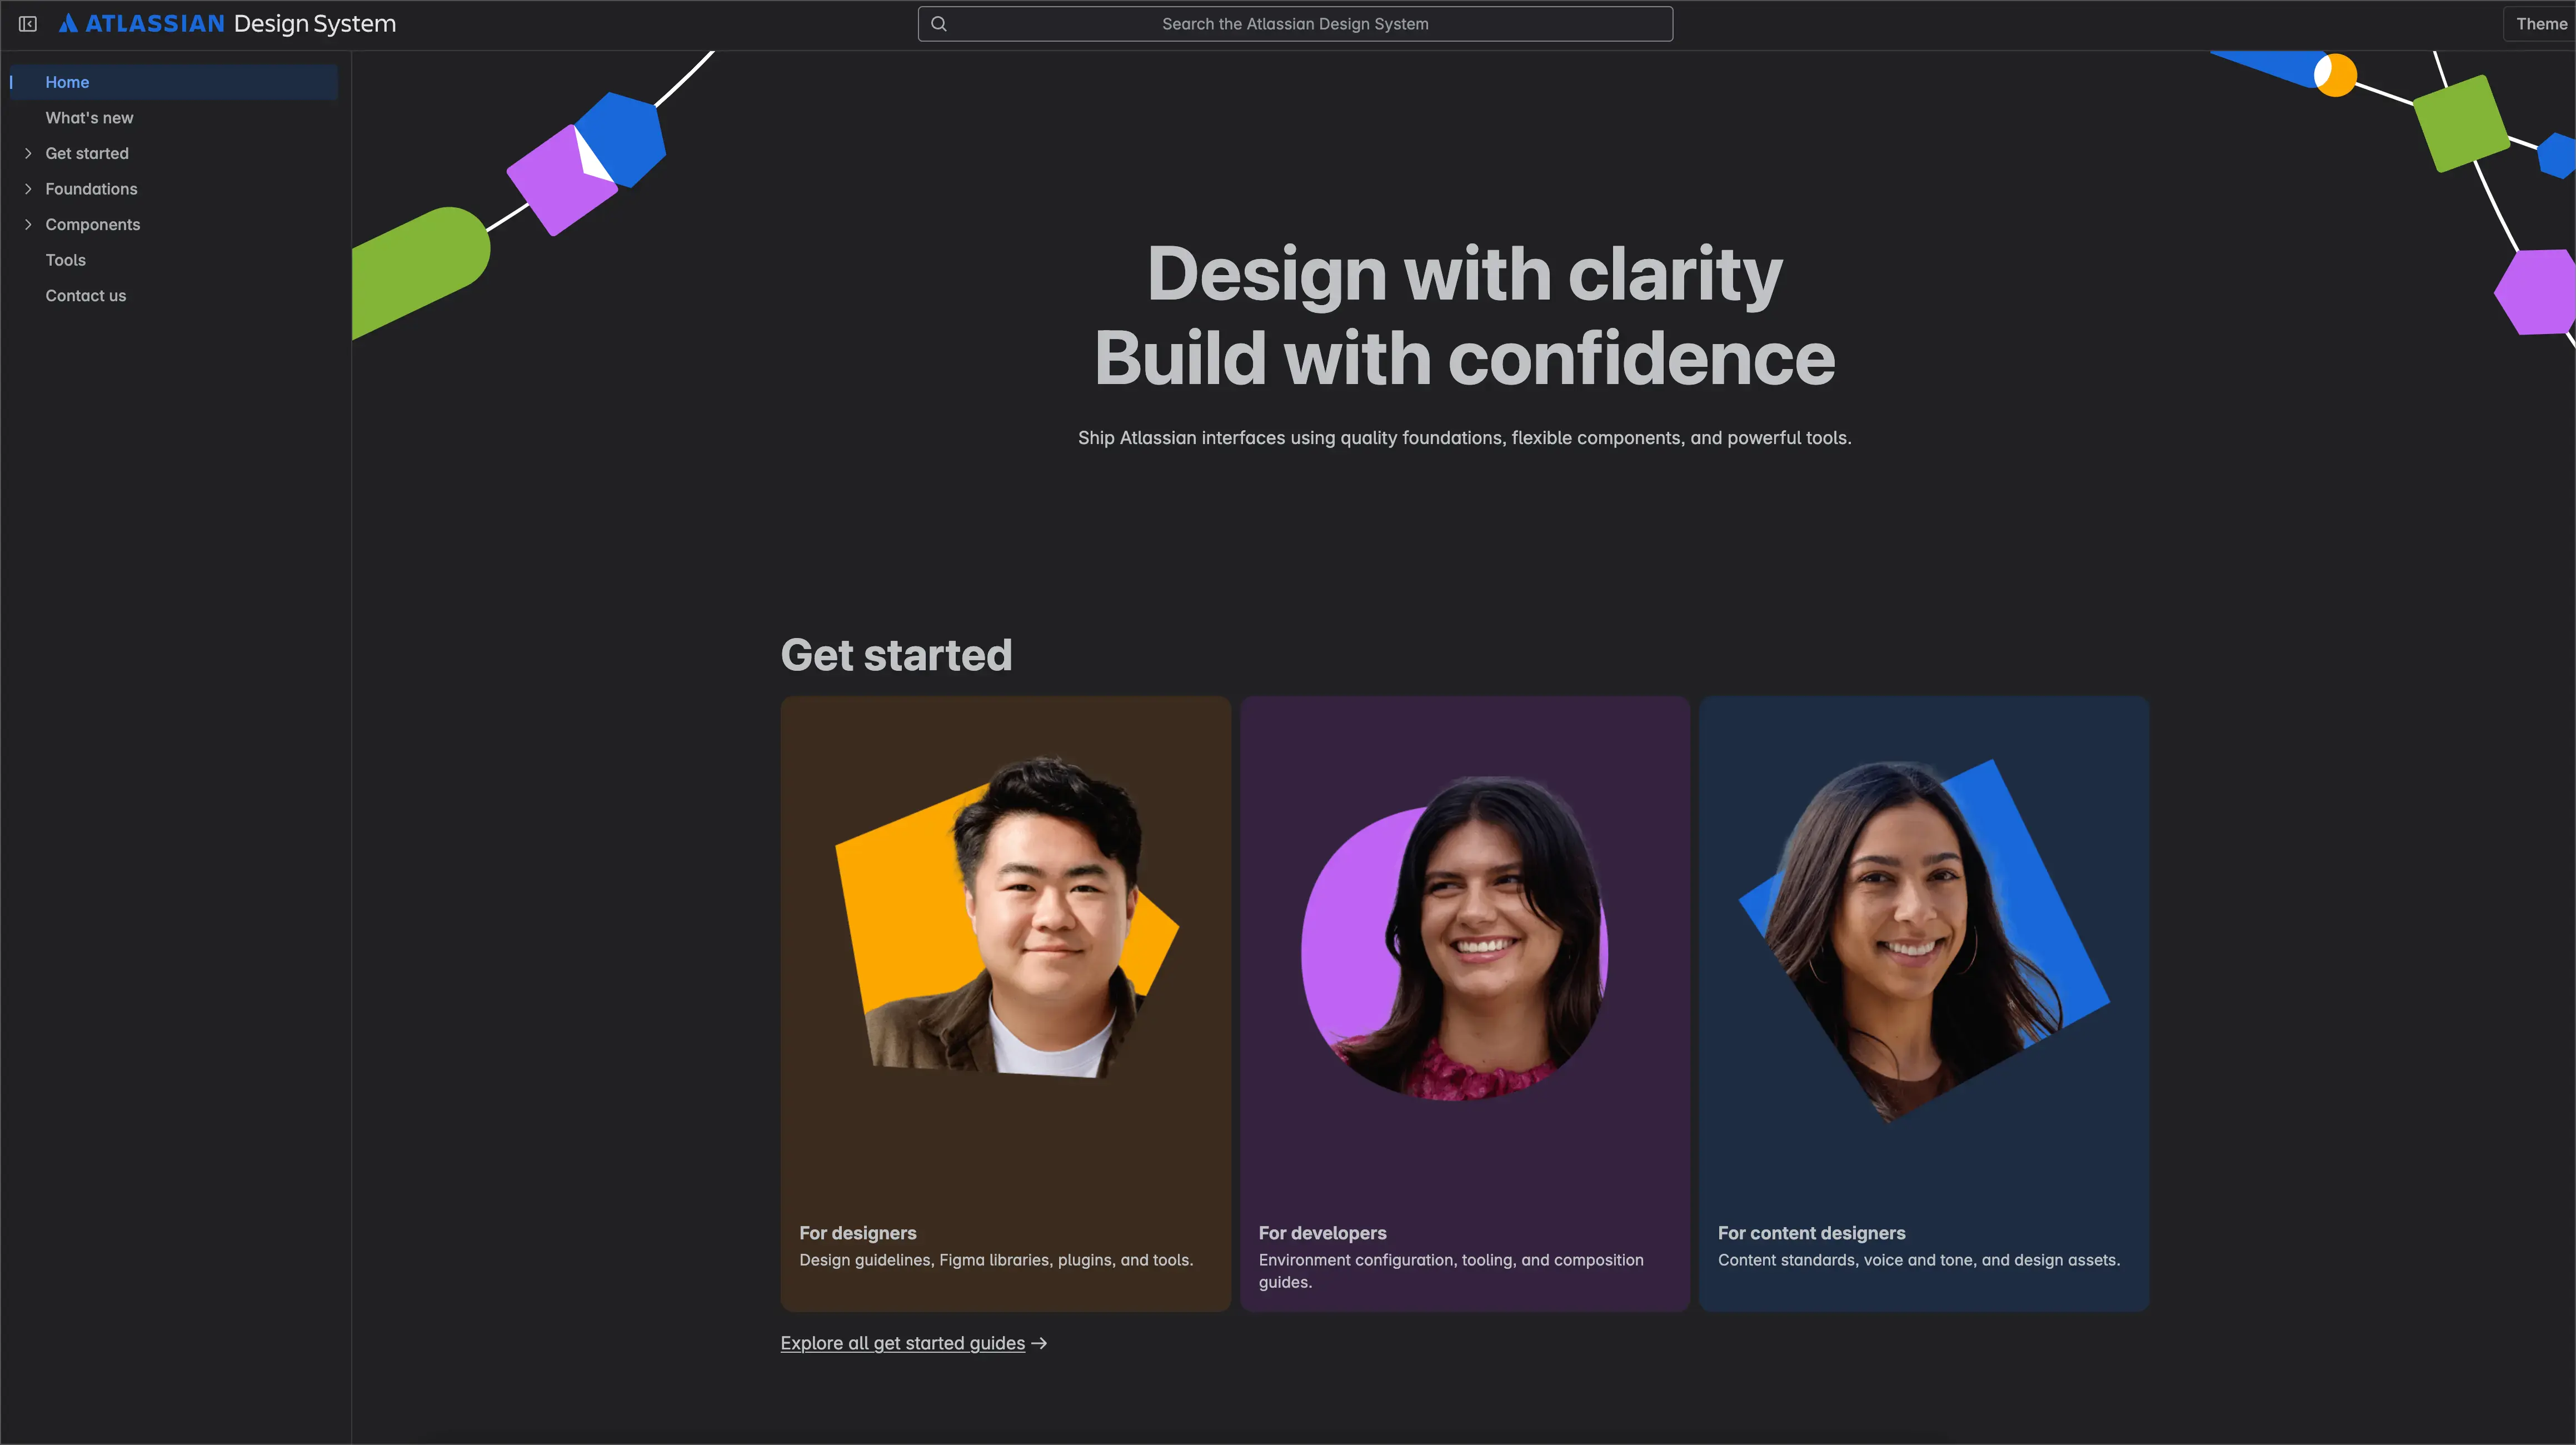 ATLASSIAN Design System
Search the Atlassian Design System
Theme
Home
What's new
Get started
Foundations
Components
Tools
Contact us
Design with clarity
Build with confidence
Ship Atlassian interfaces using quality foundations, flexible components, and powerful tools.
Get started
For designers
Design guidelines, Figma libraries, plugins, and tools.
For developers
Environment configuration, tooling, and composition
guides.
For content designers
Content standards, voice and tone, and design assets.
Explore all get started guides →